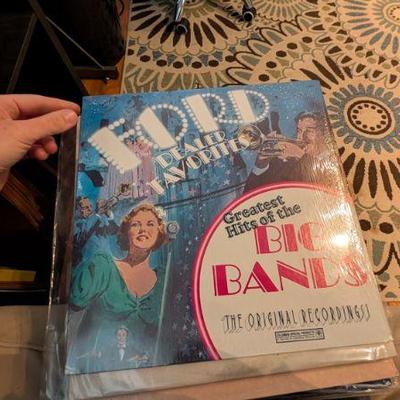 FORD
DEALER
FAVORITES
Greatest
Hits of the
BIG
BANDS
THE ORIGINAL RECORDINGS